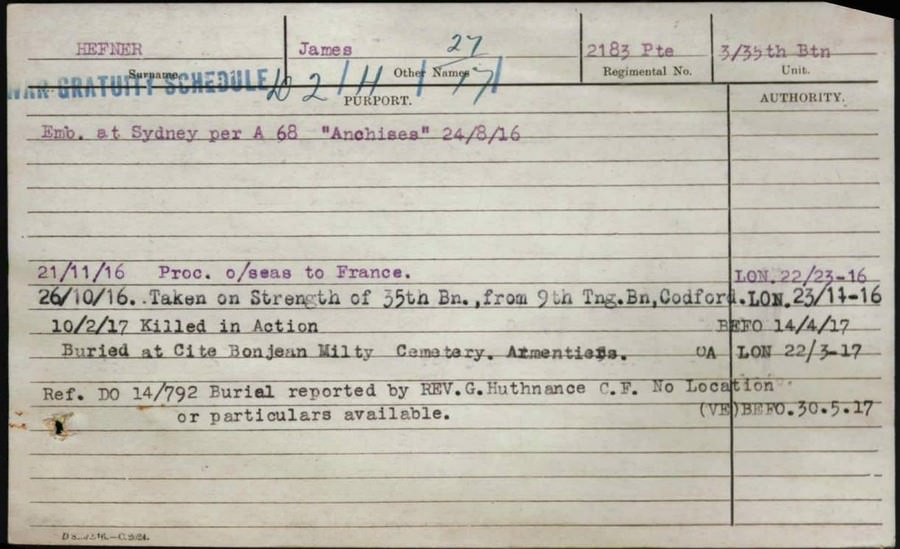 HEFNER James 27 2183 Pte 3/35th Btn
Surname. Other Names Regimental No. Unit.
WAR GRATUITY SCHEDULE 2 H 77
PURPORT. AUTHORITY.
Emb. at Sydney per A 68 "Anchises" 24/8/16
21/11/16 Proc. o/seas to France. LON.22/23-16
26/10/16. .Taken on Strength of 35th Bn.,from 9th Tng.Bn,Codford.LON.23/11-16
10/2/17 Killed in Action BEFO 14/4/17
Buried at Cite Bonjean Milty Cemetary. OA LON 22/3-17
Ref. DO 14/792 Burial reported by REV.G.Huthnance C.F. No Location
or particulars available. (VE)BEFO.30.5.17